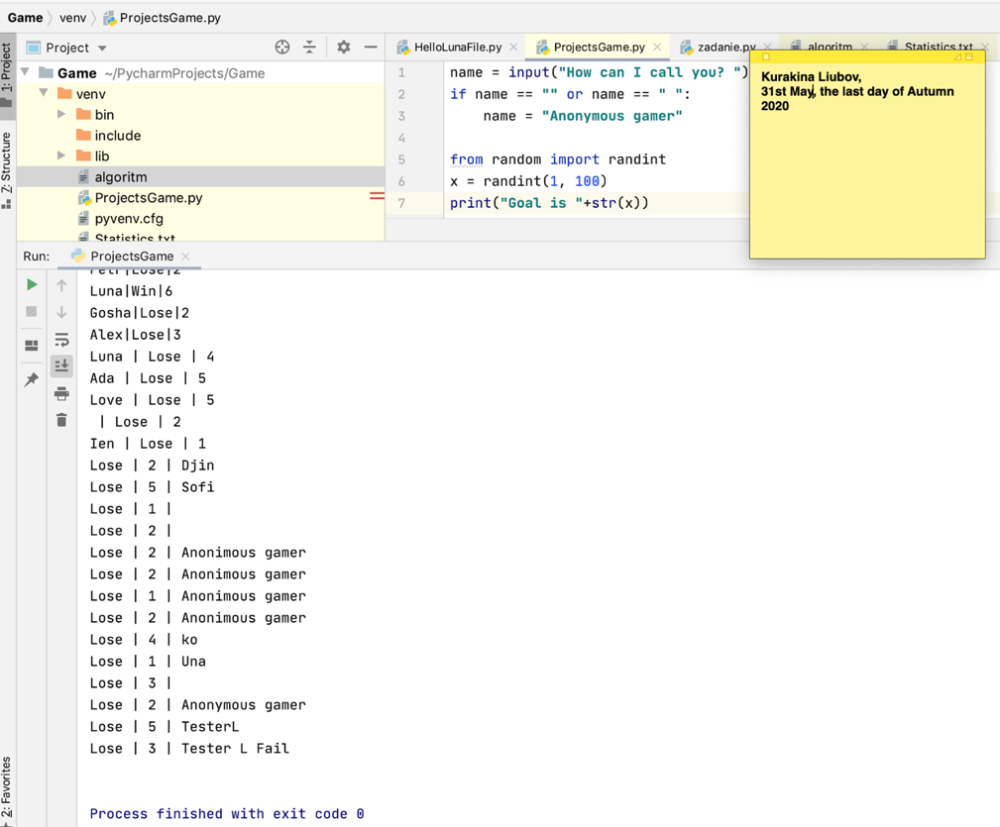 Game venv ProjectsGame.py
1: Project
Project
HelloLunaFile.py ProjectsGame.py zadanie.py algoritm Statistics.txt
Game ~/PycharmProjects/Game
venv
bin
include
lib
algoritm
ProjectsGame.py
pyvenv.cfg
Statistics.txt
1 name = input("How can I call you? ")
2 if name == "" or name == " ":
3 name = "Anonymous gamer"
4
5 from random import randint
6 x = randint(1, 100)
7 print("Goal is "+str(x))
Kurakina Liubov,
31st May, the last day of Autumn
2020
Z: Structure
Run: ProjectsGame
Petr|Lose|2
Luna|Win|6
Gosha|Lose|2
Alex|Lose|3
Luna | Lose | 4
Ada | Lose | 5
Love | Lose | 5
| Lose | 2
Ien | Lose | 1
Lose | 2 | Djin
Lose | 5 | Sofi
Lose | 1 |
Lose | 2 |
Lose | 2 | Anonimous gamer
Lose | 2 | Anonimous gamer
Lose | 1 | Anonimous gamer
Lose | 2 | Anonimous gamer
Lose | 4 | ko
Lose | 1 | Una
Lose | 3 |
Lose | 2 | Anonymous gamer
Lose | 5 | TesterL
Lose | 3 | Tester L Fail
Process finished with exit code 0
2: Favorites